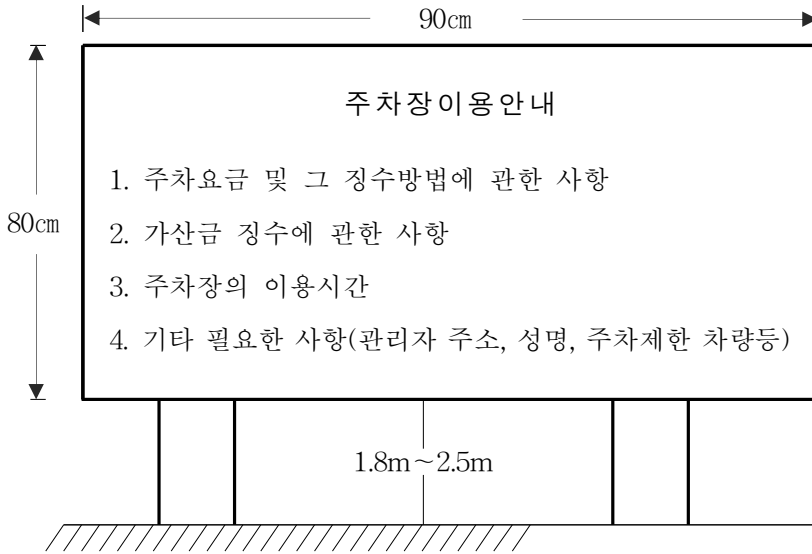 90㎝
주차장이용안내
1. 주차요금 및 그 징수방법에 관한 사항
2. 가산금 징수에 관한 사항
80㎝
3. 주차장의 이용시간
4. 기타 필요한 사항(관리자 주소, 성명, 주차제한 차량등)
1.8m～2.5m